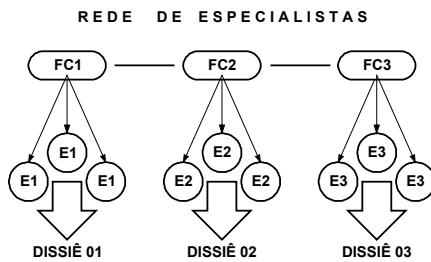 REDE DE ESPECIALISTAS
FC1 FC2 FC3
E1 E2 E3
E1 E1 E2 E2 E3 E3
DISSIÊ 01 DISSIÊ 02 DISSIÊ 03